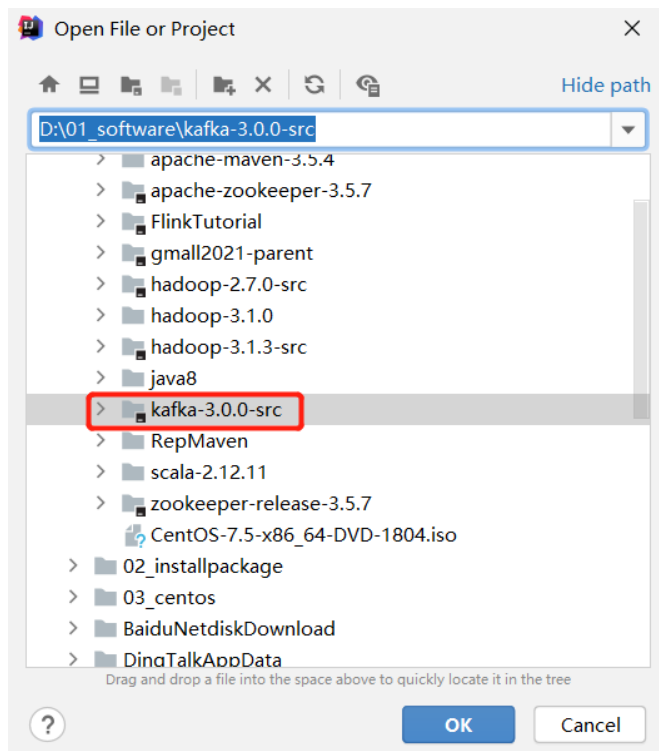 Open File or Project
Hide path
D:\01_software\kafka-3.0.0-src
apache-maven-3.5.4
apache-zookeeper-3.5.7
FlinkTutorial
gmall2021-parent
hadoop-2.7.0-src
hadoop-3.1.0
hadoop-3.1.3-src
java8
kafka-3.0.0-src
RepMaven
scala-2.12.11
zookeeper-release-3.5.7
CentOS-7.5-x86_64-DVD-1804.iso
02_installpackage
03_centos
BaiduNetdiskDownload
DingTalkAppData
Drag and drop a file into the space above to quickly locate it in the tree
? OK Cancel